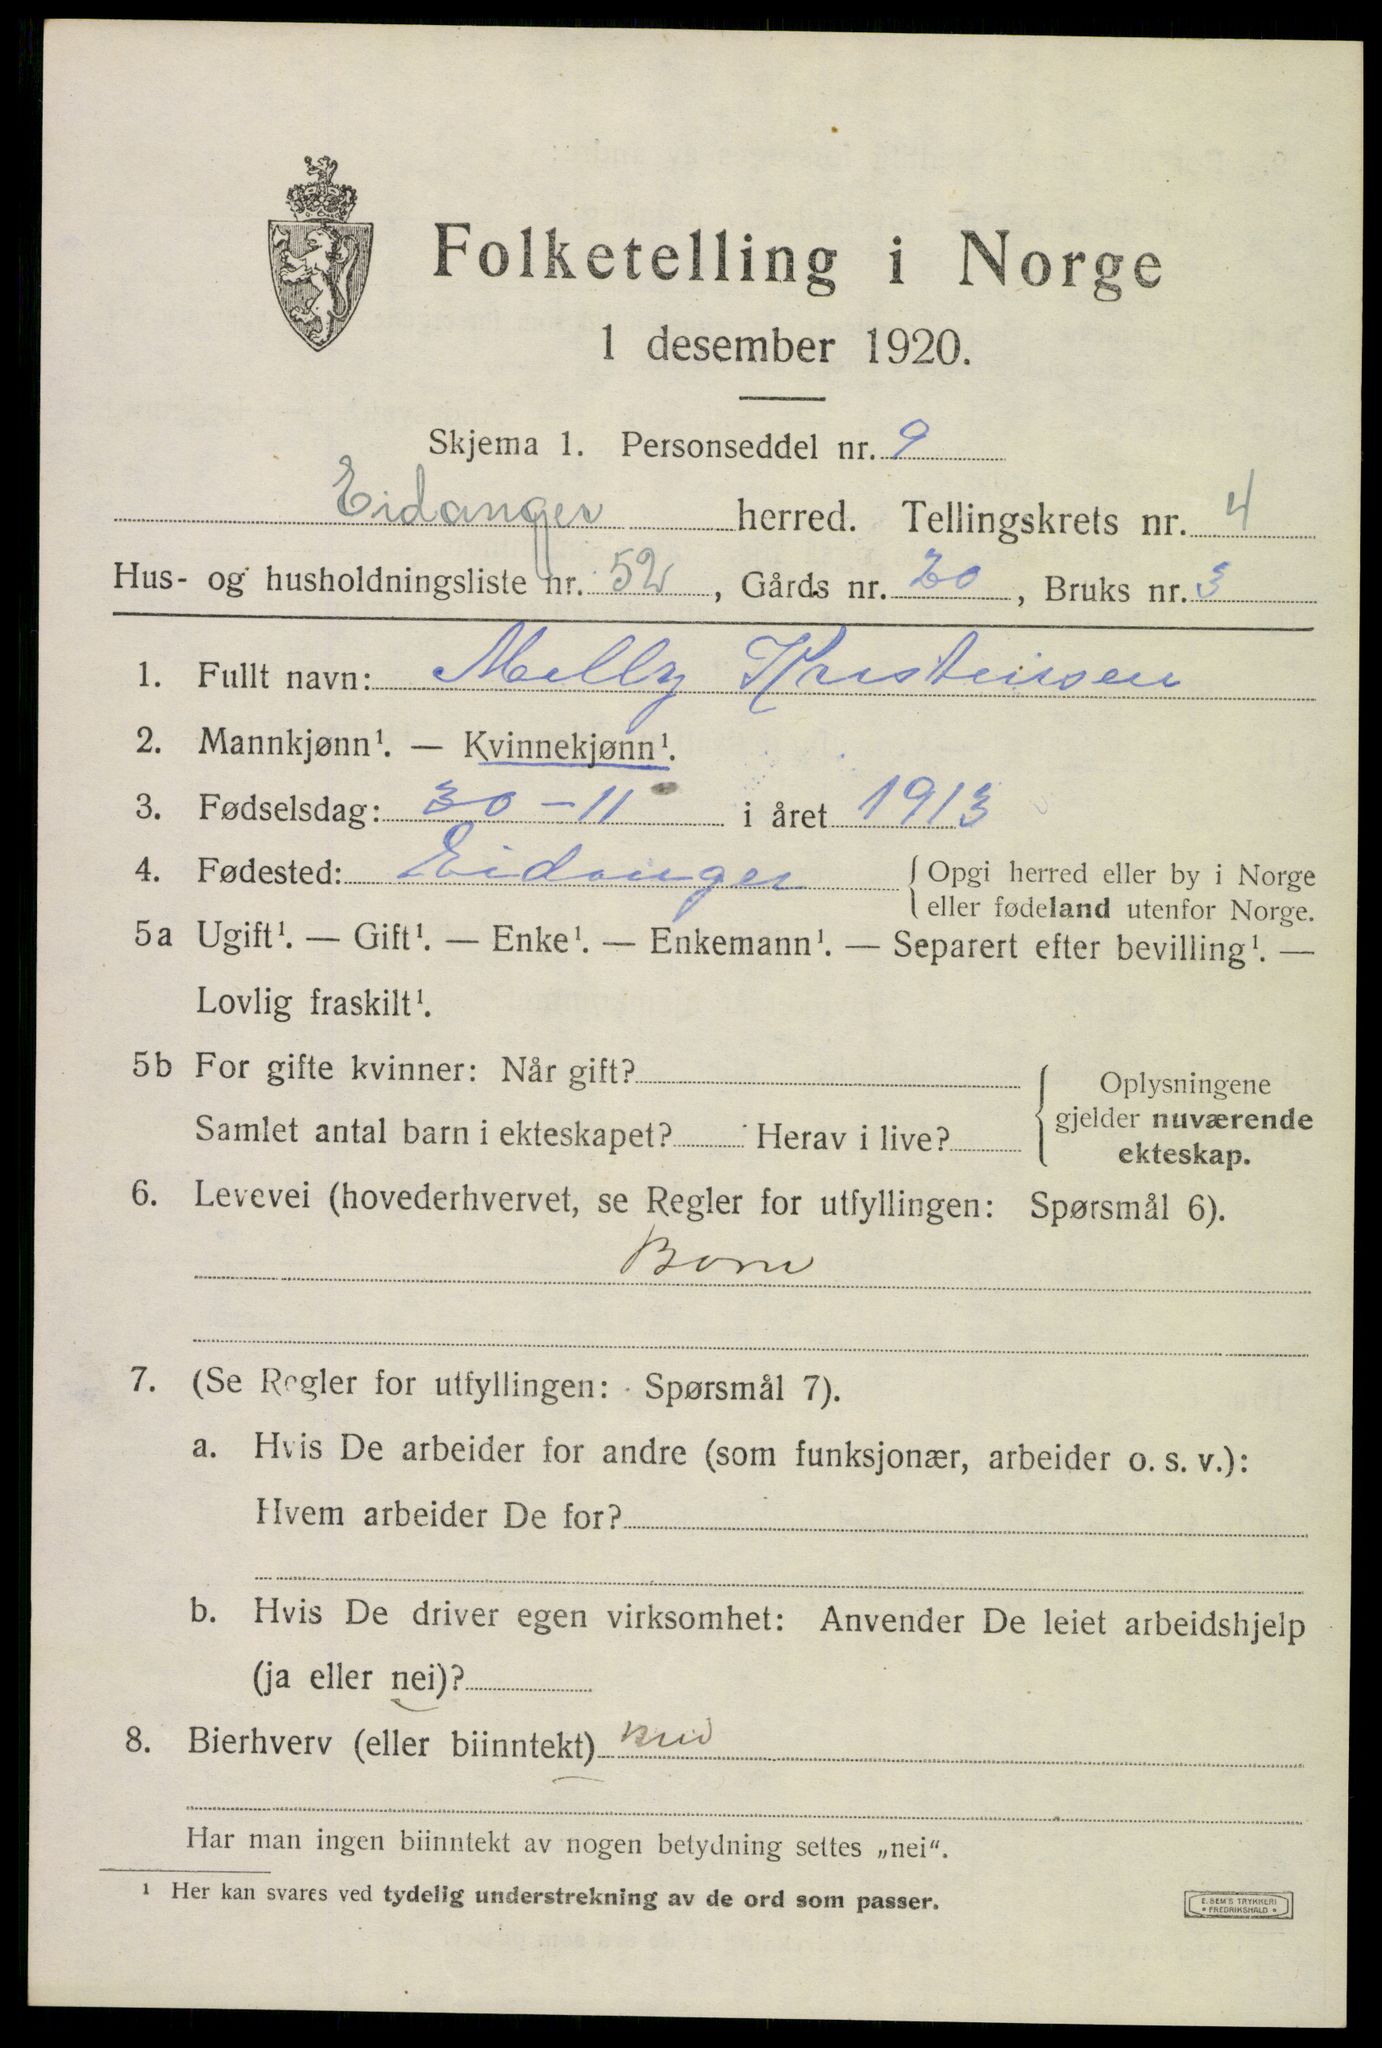 Folketelling i Norge
1 desember 1920.
Skjema 1. Personseddel nr. 9
Eidanger herred. Tellingskrets nr. 4
Hus- og husholdningsliste nr. 52, Gårds nr. 20, Bruks nr. 3
1. Fullt navn: Melly Kristensen
2. Mannkjønn¹. — Kvinnekjønn¹.
3. Fødselsdag: 30-11 i året 1913
4. Fødested: Eidanger { Opgi herred eller by i Norge
eller fødeland utenfor Norge.
5a Ugift¹. — Gift¹. — Enke¹. — Enkemann¹. — Separert efter bevilling¹. —
Lovlig fraskilt¹.
5b For gifte kvinner: Når gift?
Samlet antal barn i ekteskapet? Herav i live?
{ Oplysningene
gjelder nuværende
ekteskap.
6. Levevei (hovederhvervet, se Regler for utfyllingen: Spørsmål 6).
Barn
7. (Se Regler for utfyllingen: Spørsmål 7).
a. Hvis De arbeider for andre (som funksjonær, arbeider o. s. v.):
Hvem arbeider De for?
b. Hvis De driver egen virksomhet: Anvender De leiet arbeidshjelp
(ja eller nei)?
8. Bierhverv (eller biinntekt) nei
Har man ingen biinntekt av nogen betydning settes „nei“.
¹ Her kan svares ved tydelig understrekning av de ord som passer.
E. SEM'S TRYKKERI
• FREDRIKSHALD •